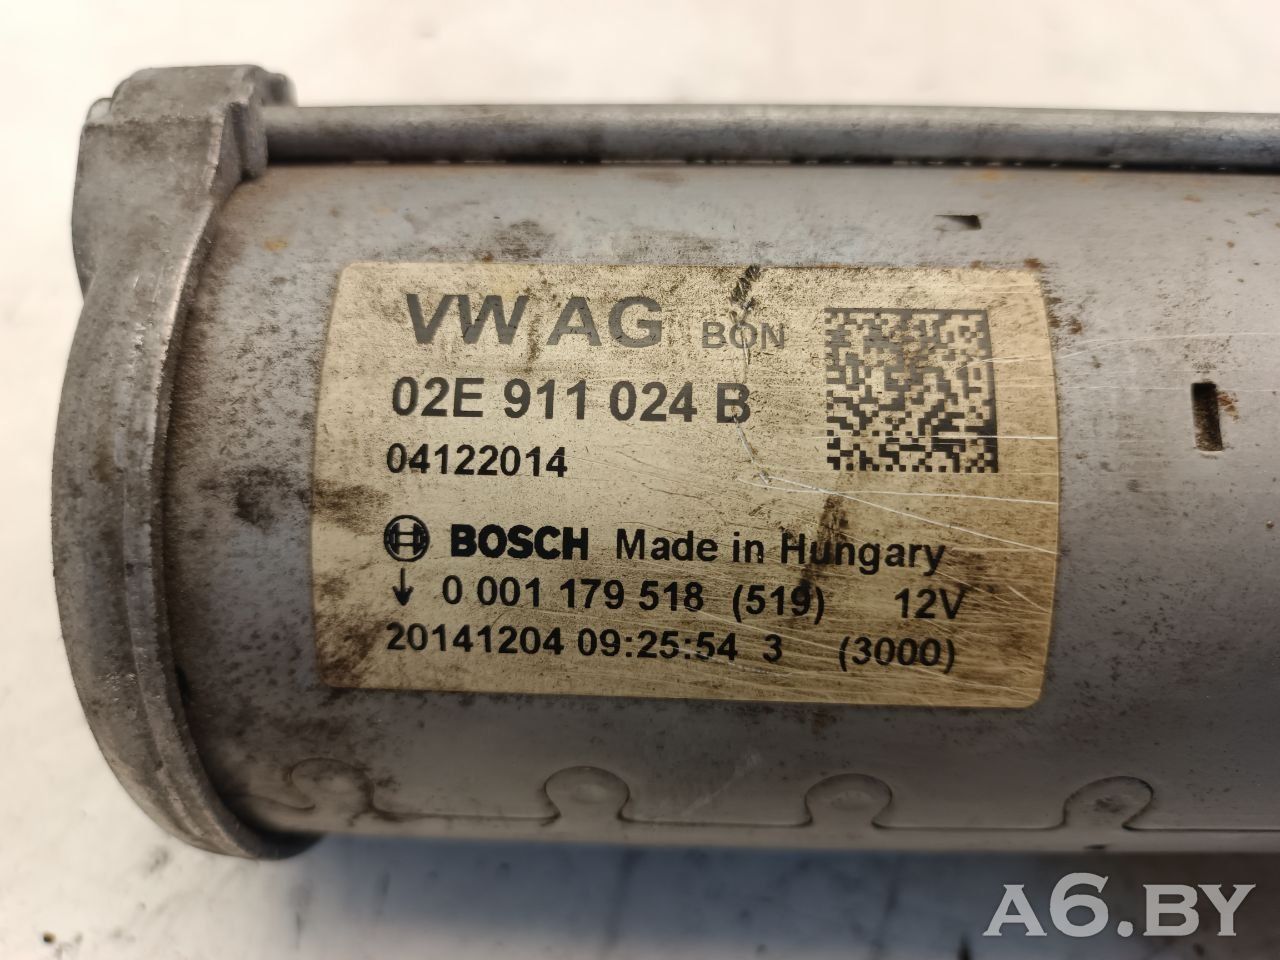 VW AG BON
02E 911 024 B
04122014
BOSCH Made in Hungary
0 001 179 518 (519) 12V
20141204 09:25:54 3 (3000)
A6.BY